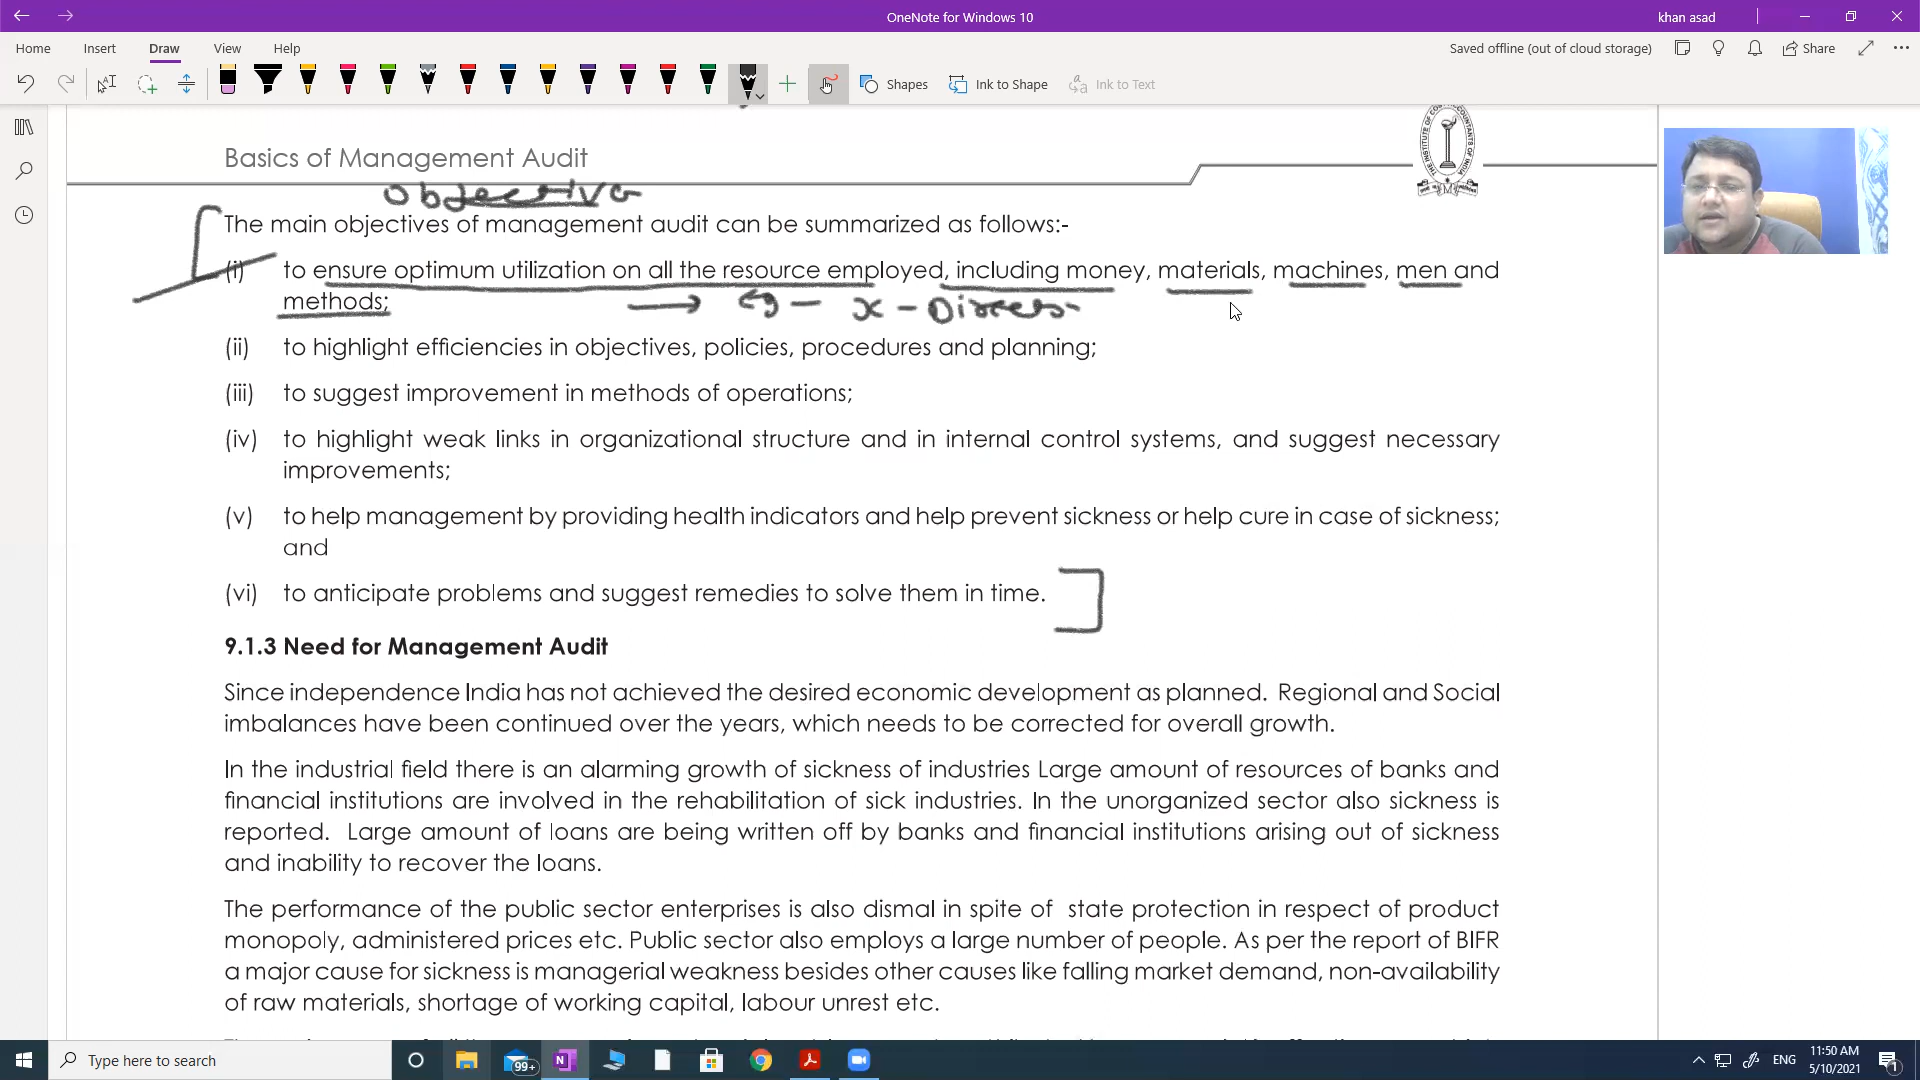 OneNote for Windows 10
khan asad
Home Insert Draw View Help
Saved offline (out of cloud storage)
Share
Shapes
Ink to Shape
Ink to Text
Basics of Management Audit
THE INSTITUTE OF COST ACCOUNTANTS OF INDIA
Objective
The main objectives of management audit can be summarized as follows:-
(i) to ensure optimum utilization on all the resource employed, including money, materials, machines, men and
methods;
→ eg – x – Directs-
(ii) to highlight efficiencies in objectives, policies, procedures and planning;
(iii) to suggest improvement in methods of operations;
(iv) to highlight weak links in organizational structure and in internal control systems, and suggest necessary
improvements;
(v) to help management by providing health indicators and help prevent sickness or help cure in case of sickness;
and
(vi) to anticipate problems and suggest remedies to solve them in time.
9.1.3 Need for Management Audit
Since independence India has not achieved the desired economic development as planned. Regional and Social
imbalances have been continued over the years, which needs to be corrected for overall growth.
In the industrial field there is an alarming growth of sickness of industries Large amount of resources of banks and
financial institutions are involved in the rehabilitation of sick industries. In the unorganized sector also sickness is
reported. Large amount of loans are being written off by banks and financial institutions arising out of sickness
and inability to recover the loans.
The performance of the public sector enterprises is also dismal in spite of state protection in respect of product
monopoly, administered prices etc. Public sector also employs a large number of people. As per the report of BIFR
a major cause for sickness is managerial weakness besides other causes like falling market demand, non-availability
of raw materials, shortage of working capital, labour unrest etc.
Type here to search
99+
ENG
11:50 AM
5/10/2021
1